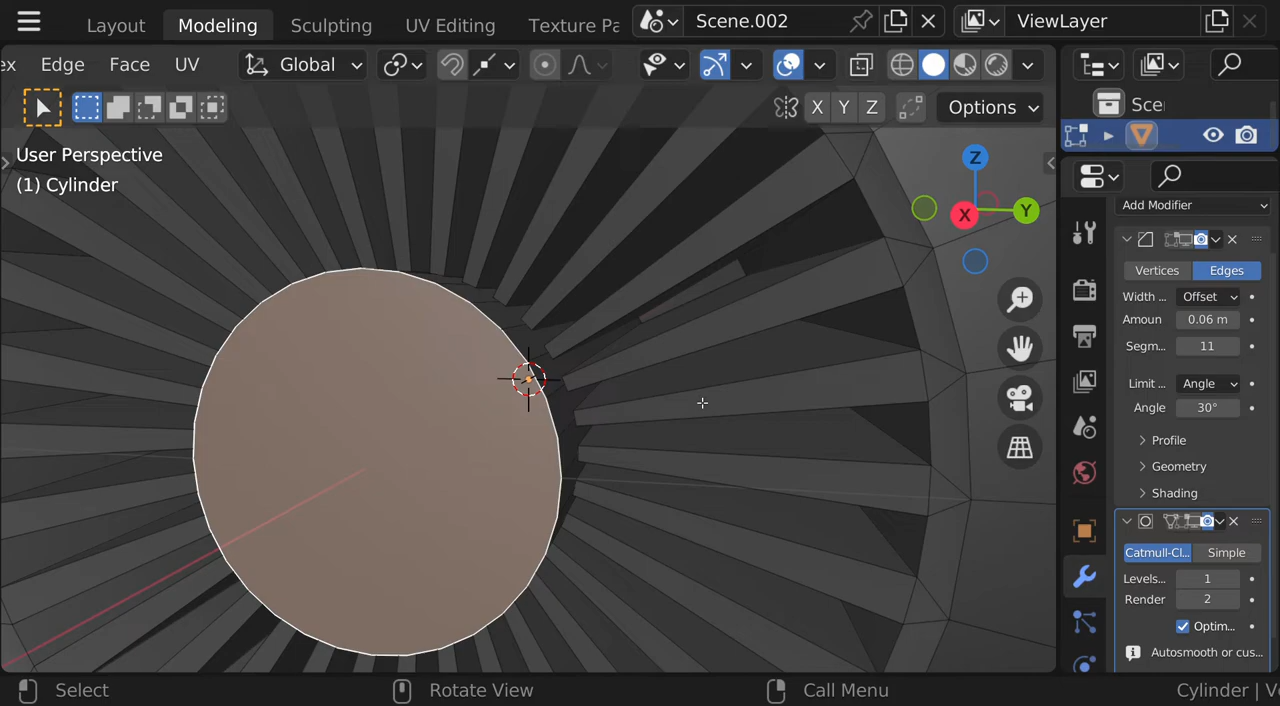 Layout Modeling Sculpting UV Editing Texture Pa Scene.002 ViewLayer
ex Edge Face UV Global
X Y Z Options
User Perspective
(1) Cylinder
Z
X Y
Sce
Add Modifier
Vertices Edges
Width ... Offset
Amoun 0.06 m
Segm... 11
Limit ... Angle
Angle 30°
Profile
Geometry
Shading
Catmull-Cl... Simple
Levels... 1
Render 2
Optim...
Autosmooth or cus...
Select Rotate View Call Menu Cylinder | V